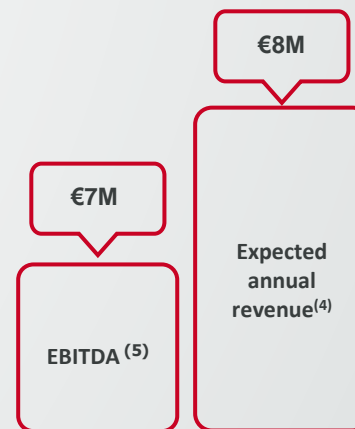 €8M
€7M
Expected
annual
revenue(4)
EBITDA (5)